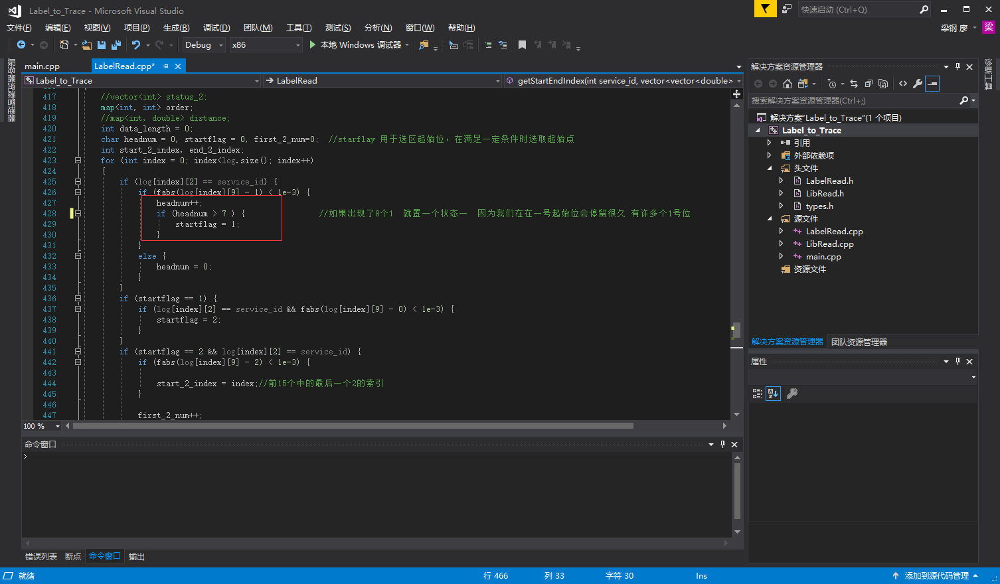 Label_to_Trace - Microsoft Visual Studio
快速启动 (Ctrl+Q)
文件(F) 编辑(E) 视图(V) 项目(P) 生成(B) 调试(D) 团队(M) 工具(T) 测试(S) 分析(N) 窗口(W) 帮助(H)
梁钢 廖 梁
Debug x86 本地 Windows 调试器
服务器资源管理器
main.cpp LabelRead.cpp*
Label_to_Trace LabelRead getStartEndIndex(int service_id, vector<vector<double>
417 //vector<int> status_2;
418 map<int, int> order;
419 //map<int, double> distance;
420 int data_length = 0;
421 char headnum = 0, startflag = 0, first_2_num=0; //starflay 用于选区起始位，在满足一定条件时选取起始点
422 int start_2_index, end_2_index;
423 for (int index = 0; index<log.size(); index++)
424 {
425 if (log[index][2] == service_id) {
426 if (fabs(log[index][9] - 1) < 1e-3) {
427 headnum++;
428 if (headnum > 7 ) { //如果出现了8个1 就置一个状态一 因为我们在在一号起始位会停留很久 有许多个1号位
429 startflag = 1;
430 }
431 }
432 else {
433 headnum = 0;
434 }
435 }
436 if (startflag == 1) {
437 if (log[index][2] == service_id && fabs(log[index][9] - 0) < 1e-3) {
438 startflag = 2;
439 }
440 }
441 if (startflag == 2 && log[index][2] == service_id) {
442 if (fabs(log[index][9] - 2) < 1e-3) {
443
444 start_2_index = index;//前15个中的最后一个2的索引
445 }
446
447 first_2_num++;
100 %
命令窗口
>
错误列表 断点 命令窗口 输出
解决方案资源管理器
搜索解决方案资源管理器(Ctrl+;)
解决方案"Label_to_Trace"(1 个项目)
Label_to_Trace
引用
外部依赖项
头文件
LabelRead.h
LibRead.h
types.h
源文件
LabelRead.cpp
LibRead.cpp
main.cpp
资源文件
解决方案资源管理器 团队资源管理器
属性
诊断工具
就绪 行 466 列 33 字符 30 Ins 添加到源代码管理